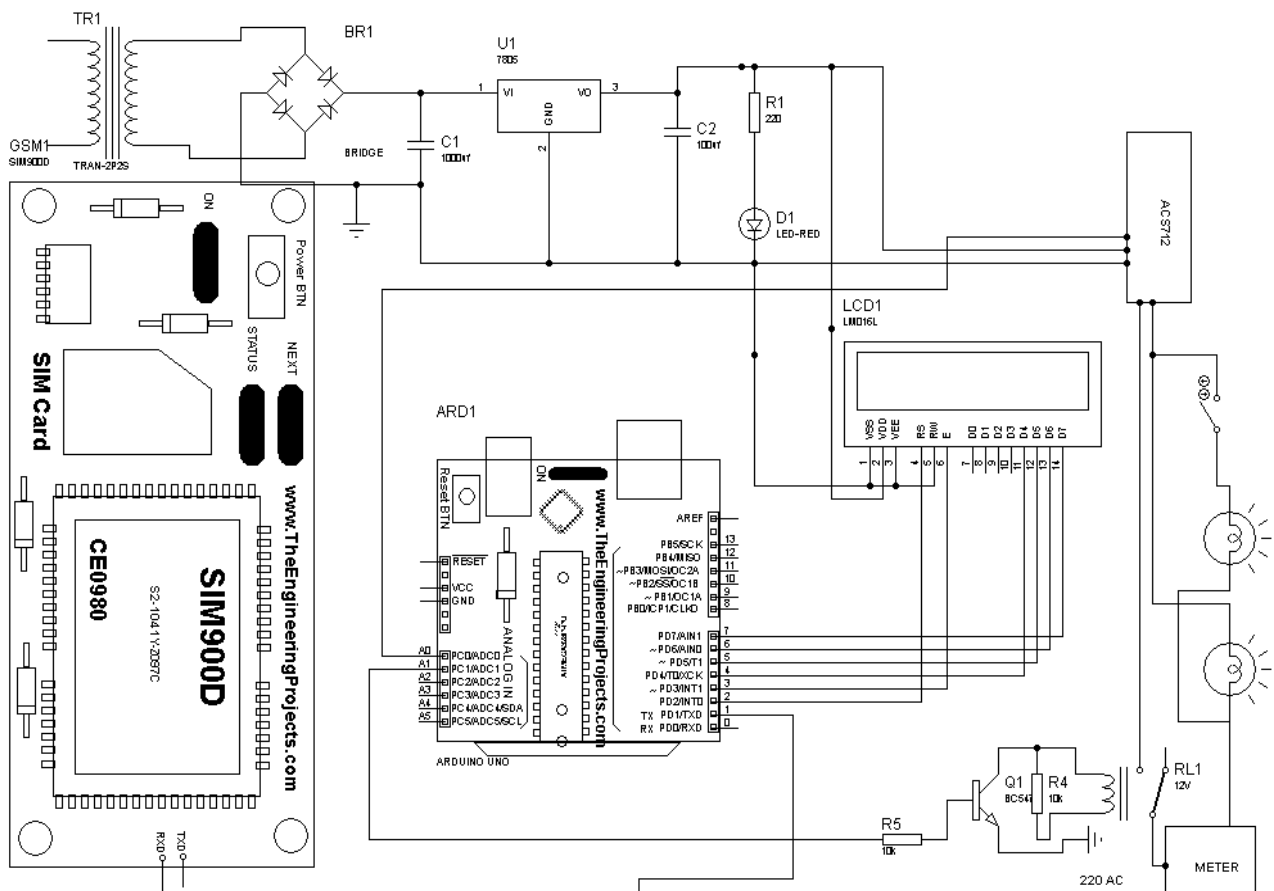 TR1
TRAN-2P2S
BR1
BRIDGE
U1
7805
1
VI
VO
3
GND
2
C1
1000uf
C2
100uf
R1
220
D1
LED-RED
ACS712
GSM1
SIM900D
ON
Power BTN
STATUS
NEXT
SIM Card
www.TheEngineeringProjects.com
SIM900D
CE0980
S2-1041Y-2097C
RXD
TXD
LCD1
LM016L
VSS
VDD
VEE
RS
RW
E
D0
D1
D2
D3
D4
D5
D6
D7
1
2
3
4
5
6
7
8
9
10
11
12
13
14
ARD1
Reset BTN
ON
www.TheEngineeringProjects.com
RESET
VCC
GND
ANALOG IN
A0 PC0/ADC0
A1 PC1/ADC1
A2 PC2/ADC2
A3 PC3/ADC3
A4 PC4/ADC4/SDA
A5 PC5/ADC5/SCL
AREF
PB5/SCK 13
PB4/MISO 12
~PB3/MOSI/OC2A 11
~PB2/SS/OC1B 10
~PB1/OC1A 9
PB0/ICP1/CLKO 8
PD7/AIN1 7
~PD6/AIN0 6
~PD5/T1 5
PD4/T0/XCK 4
~PD3/INT1 3
PD2/INT0 2
TX PD1/TXD 1
RX PD0/RXD 0
ARDUINO UNO
R5
10k
Q1
BC547
R4
10k
RL1
12V
220 AC
METER